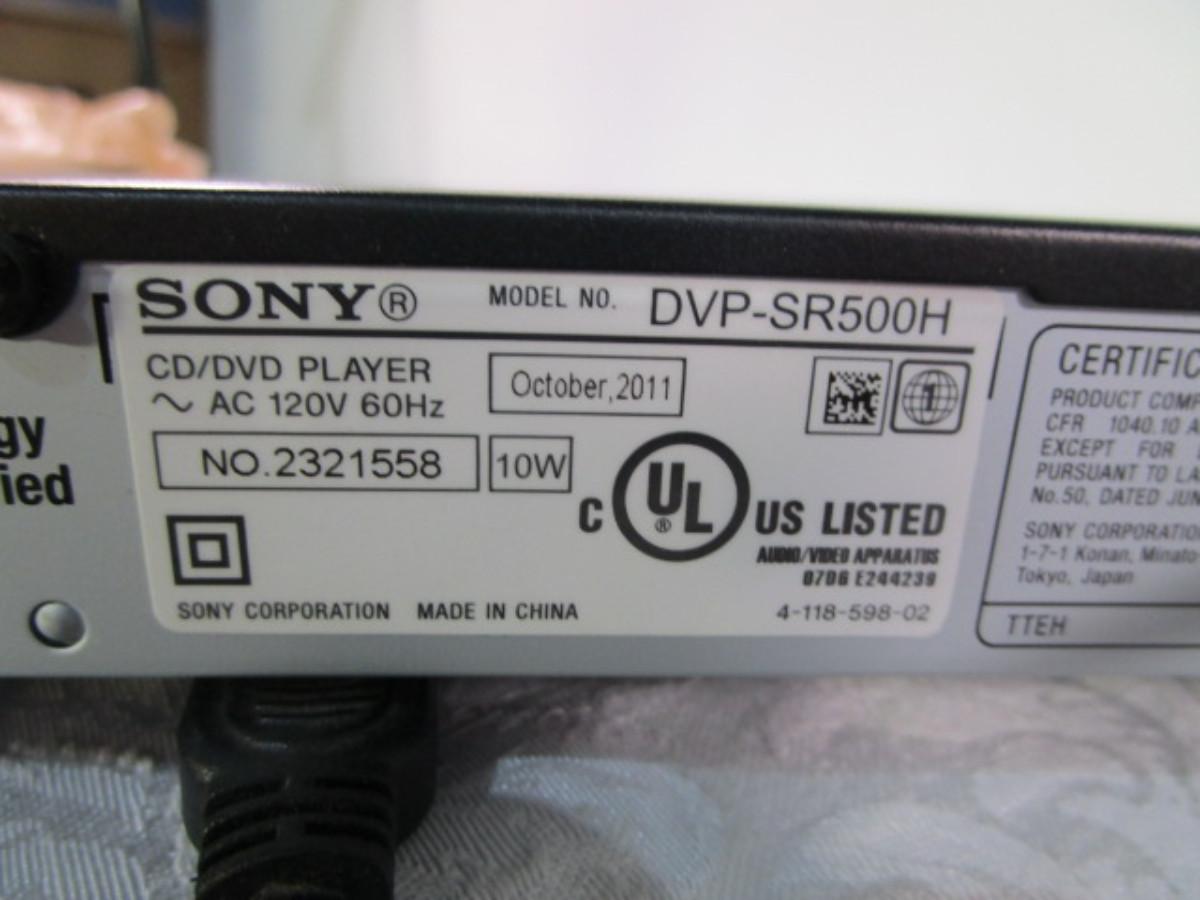 SONY® MODEL NO. DVP-SR500H
CD/DVD PLAYER
~ AC 120V 60Hz
October,2011
1
NO.2321558
10W
C UL® US LISTED
AUDIO/VIDEO APPARATUS
07D6 E244239
SONY CORPORATION MADE IN CHINA
4-118-598-02
gy
ied
CERTIFIC
PRODUCT COMP
CFR 1040.10 A
EXCEPT FOR
PURSUANT TO LA
No.50, DATED JUN
SONY CORPORATIO
1-7-1 Konan, Minato
Tokyo, Japan
TTEH